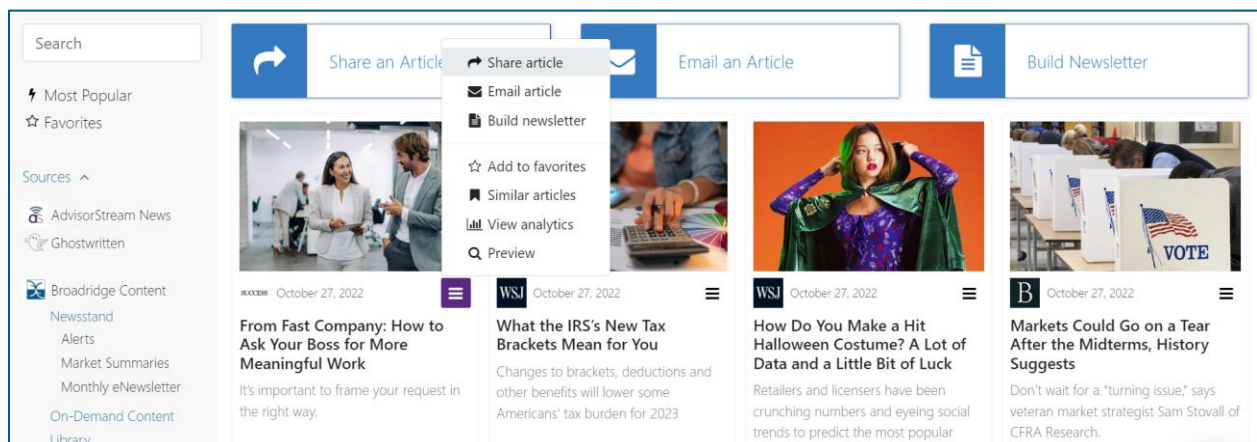 Search
Most Popular
Favorites
Sources
AdvisorStream News
Ghostwritten
Broadridge Content
Newsstand
Alerts
Market Summaries
Monthly eNewsletter
On-Demand Content
Library
Share an Article
Email an Article
Build Newsletter
Share article
Email article
Build newsletter
Add to favorites
Similar articles
View analytics
Preview
SUCCESS October 27, 2022
From Fast Company: How to
Ask Your Boss for More
Meaningful Work
It's important to frame your request in
the right way.
WSJ October 27, 2022
What the IRS's New Tax
Brackets Mean for You
Changes to brackets, deductions and
other benefits will lower some
Americans' tax burden for 2023
WSJ October 27, 2022
How Do You Make a Hit
Halloween Costume? A Lot of
Data and a Little Bit of Luck
Retailers and licensers have been
crunching numbers and eyeing social
trends to predict the most popular
VOTE
B October 27, 2022
Markets Could Go on a Tear
After the Midterms, History
Suggests
Don't wait for a "turning issue," says
veteran market strategist Sam Stovall of
CFRA Research.